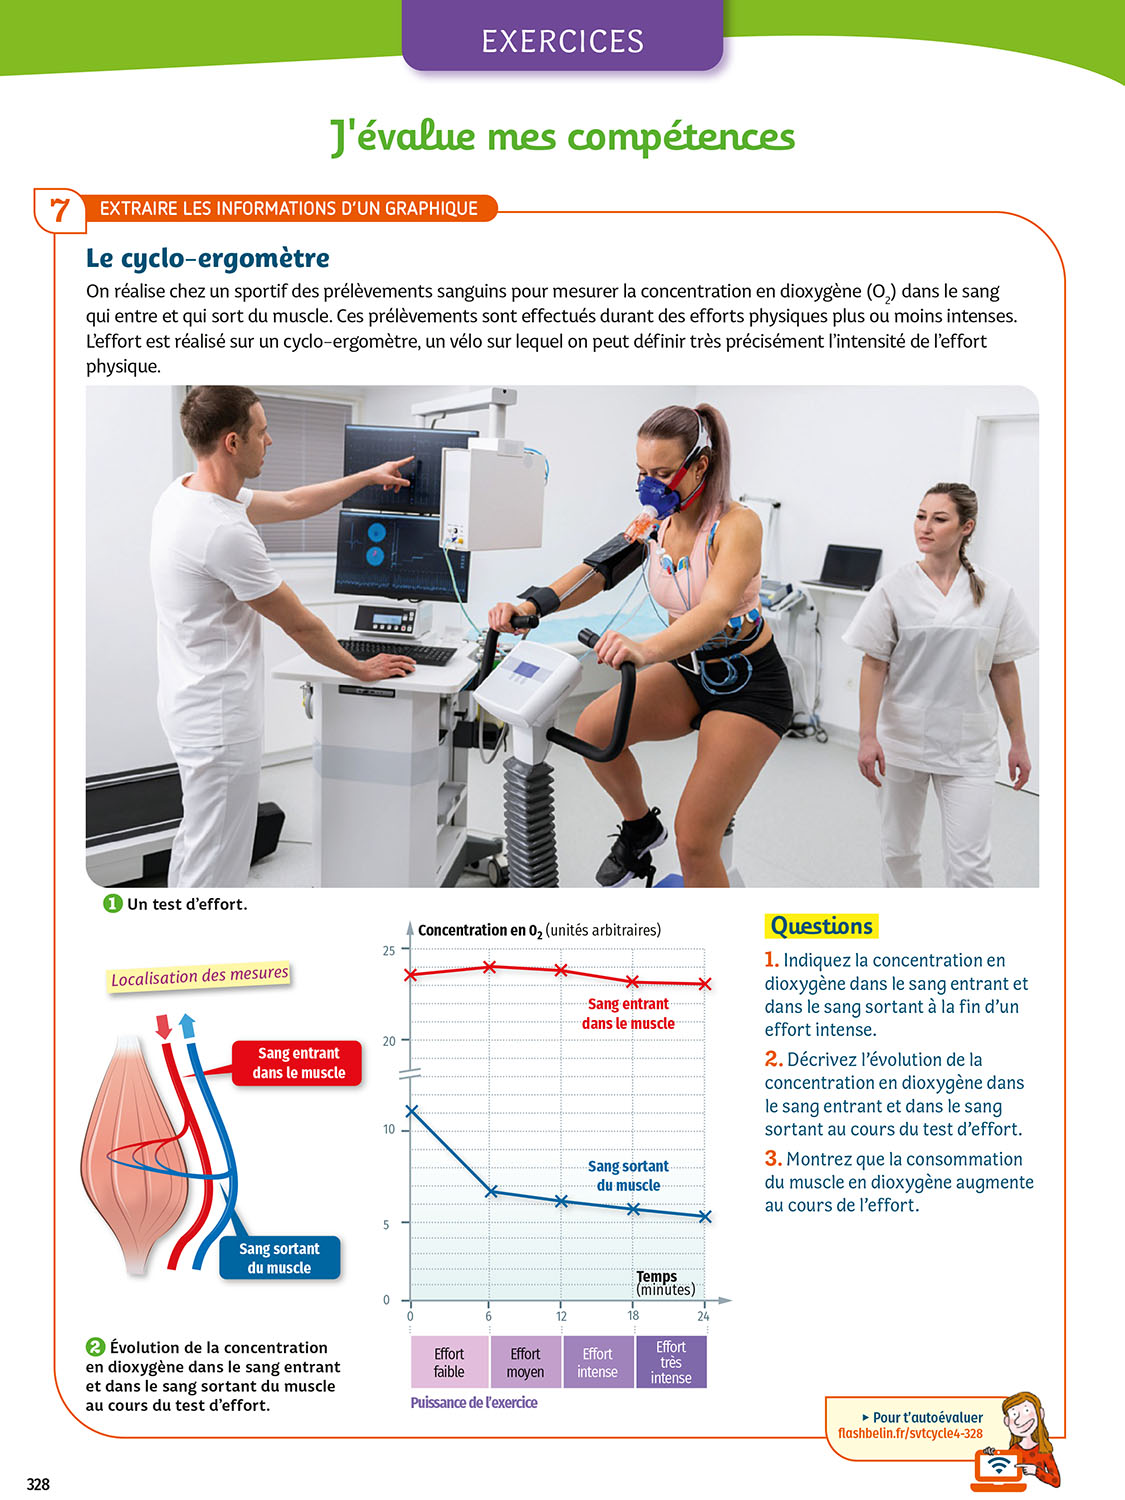 EXERCICES
J'évalue mes compétences
7 EXTRAIRE LES INFORMATIONS D'UN GRAPHIQUE
Le cyclo-ergomètre
On réalise chez un sportif des prélèvements sanguins pour mesurer la concentration en dioxygène (O₂) dans le sang
qui entre et qui sort du muscle. Ces prélèvements sont effectués durant des efforts physiques plus ou moins intenses.
L'effort est réalisé sur un cyclo-ergomètre, un vélo sur lequel on peut définir très précisément l'intensité de l'effort
physique.
1 Un test d'effort.
Localisation des mesures
Sang entrant
dans le muscle
Sang sortant
du muscle
2 Évolution de la concentration
en dioxygène dans le sang entrant
et dans le sang sortant du muscle
au cours du test d'effort.
Concentration en O₂ (unités arbitraires)
25
Sang entrant
dans le muscle
20
10
Sang sortant
du muscle
5
Temps
(minutes)
0
0 6 12 18 24
Effort
faible
Effort
moyen
Effort
intense
Effort
très
intense
Puissance de l'exercice
Questions
1. Indiquez la concentration en
dioxygène dans le sang entrant et
dans le sang sortant à la fin d'un
effort intense.
2. Décrivez l'évolution de la
concentration en dioxygène dans
le sang entrant et dans le sang
sortant au cours du test d'effort.
3. Montrez que la consommation
du muscle en dioxygène augmente
au cours de l'effort.
▸ Pour t'autoévaluer
flashbelin.fr/svtcycle4-328
328